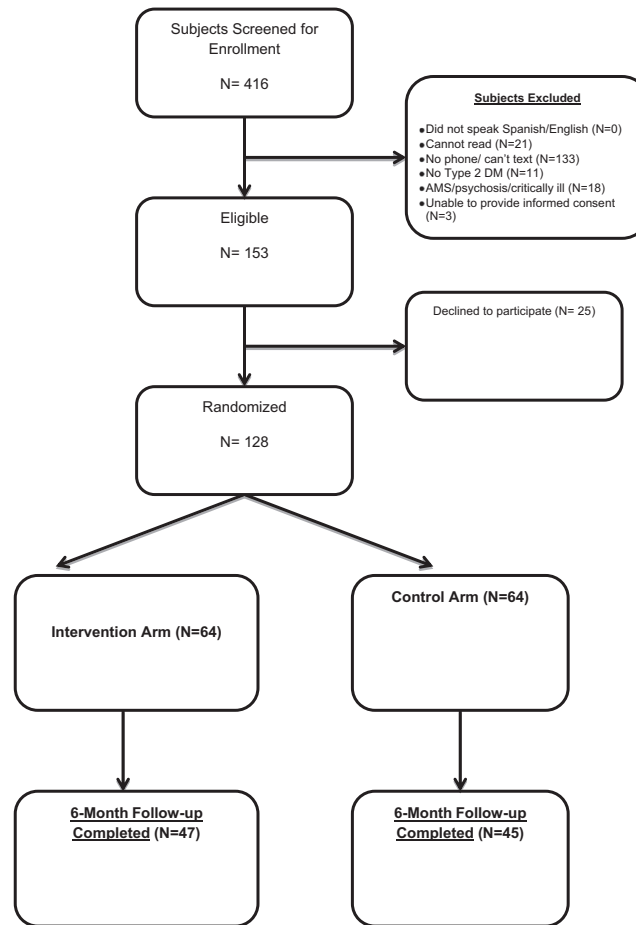 Subjects Screened for
Enrollment
N= 416
Subjects Excluded
●Did not speak Spanish/English (N=0)
●Cannot read (N=21)
●No phone/ can't text (N=133)
●No Type 2 DM (N=11)
●AMS/psychosis/critically ill (N=18)
●Unable to provide informed consent
(N=3)
Eligible
N= 153
Declined to participate (N= 25)
Randomized
N= 128
Intervention Arm (N=64)
Control Arm (N=64)
6-Month Follow-up
Completed (N=47)
6-Month Follow-up
Completed (N=45)